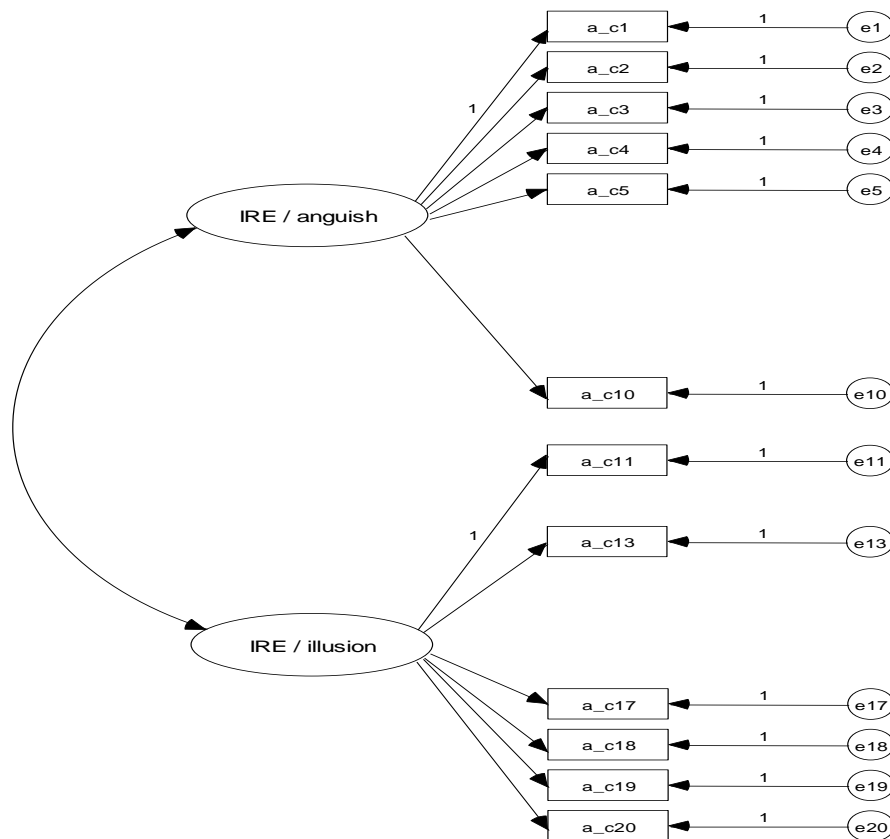 a_c1 1 e1
a_c2 1 e2
1 a_c3 1 e3
a_c4 1 e4
a_c5 1 e5
IRE / anguish
a_c10 1 e10
a_c11 1 e11
1
a_c13 1 e13
IRE / illusion
a_c17 1 e17
a_c18 1 e18
a_c19 1 e19
a_c20 1 e20